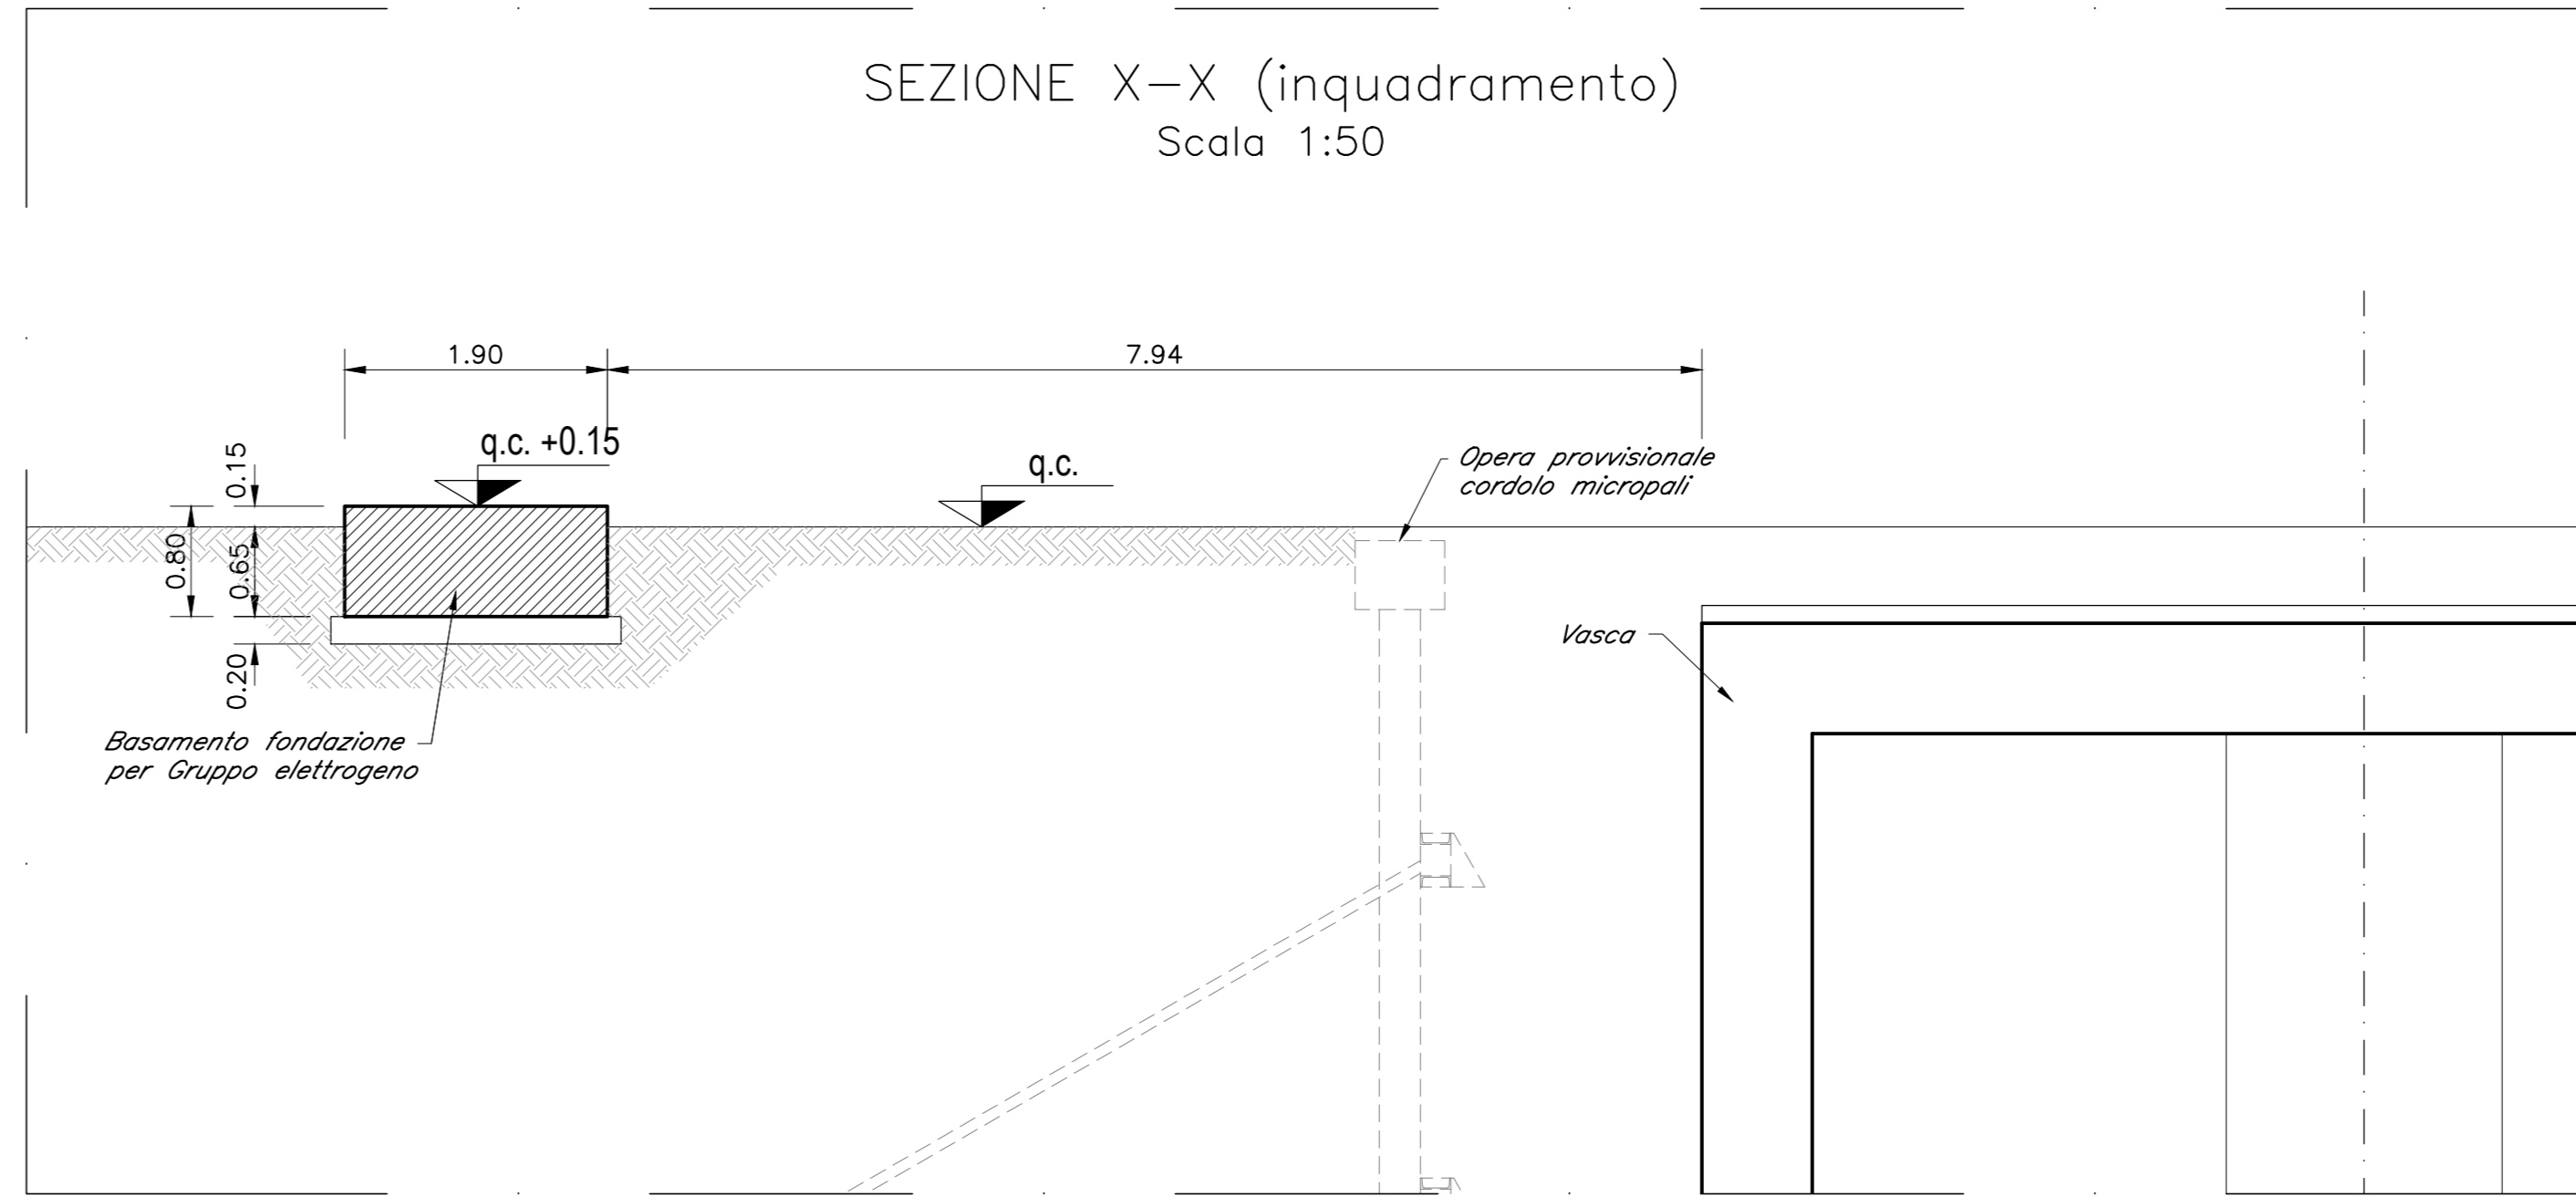 SEZIONE X-X (inquadramento)
Scala 1:50
1.90
7.94
q.c. +0.15
q.c.
Opera provvisionale
cordolo micropali
0.15
0.80
0.65
0.20
Vasca
Basamento fondazione
per Gruppo elettrogeno